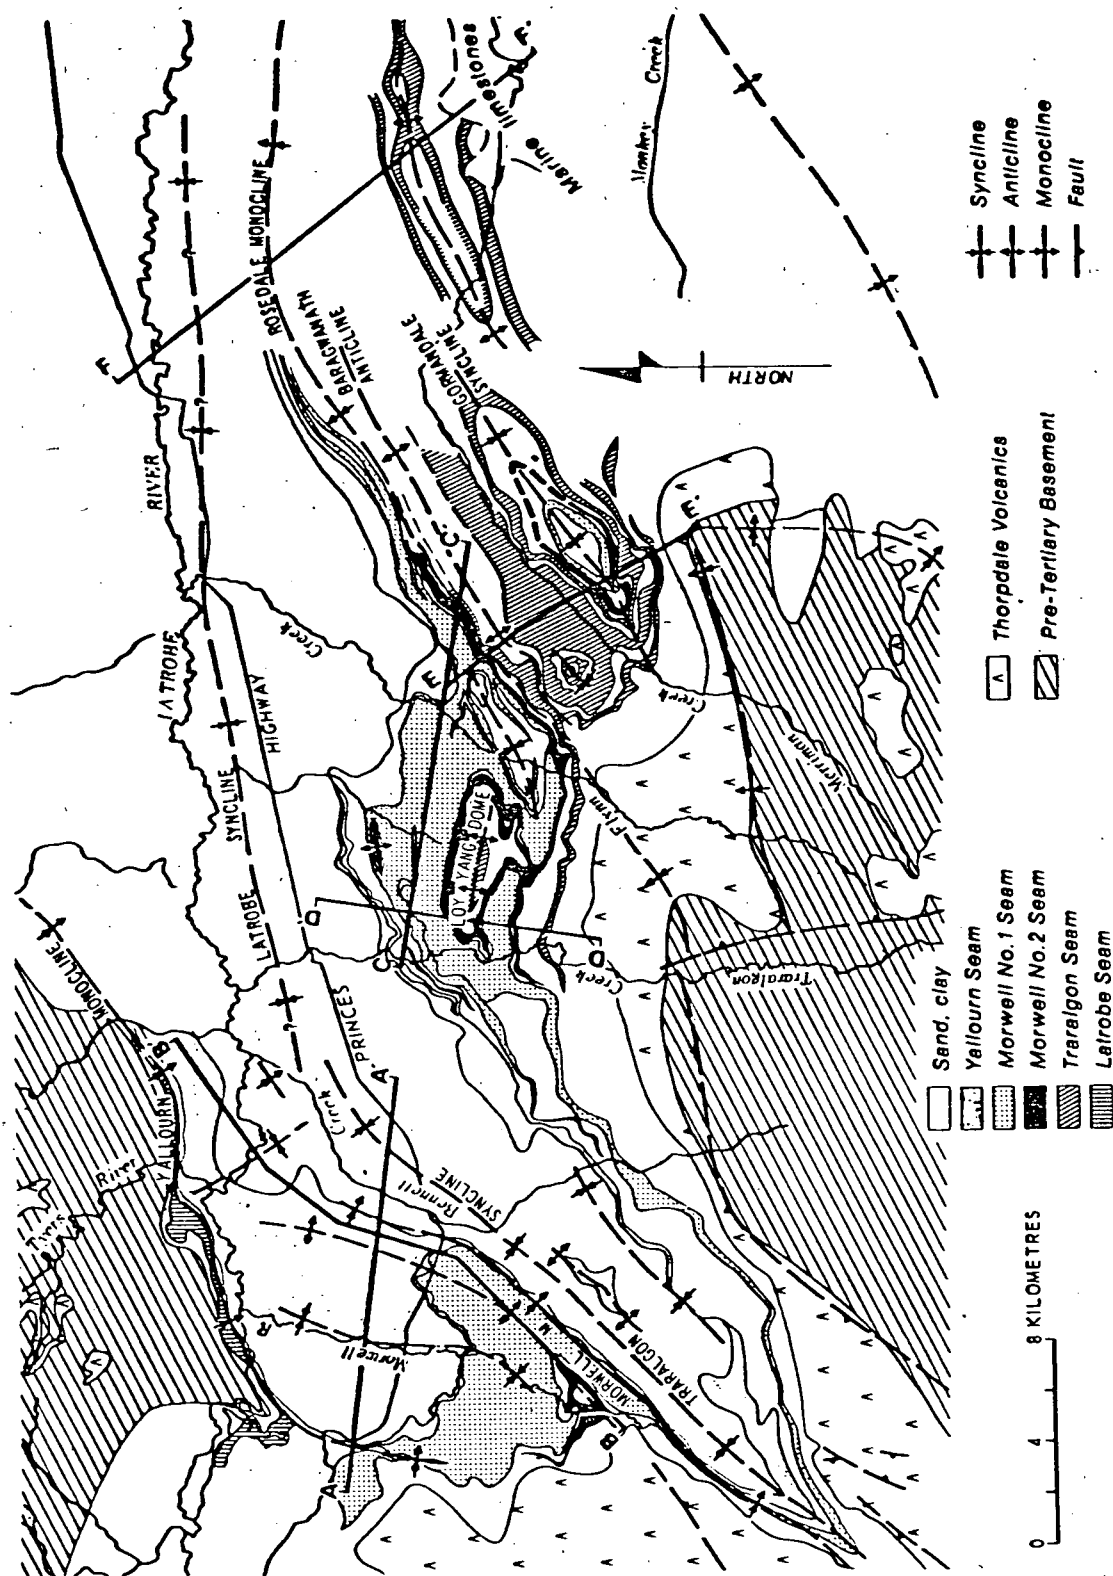 LATROBE
RIVER
F
ROSEDALE MONOCLINE
BARAGWANATH
ANTICLINE
GORMANDALE
SYNCLINE
Marine limestones
F.
Creek
NORTH
HIGHWAY
PRINCES
LATROBE SYNCLINE
?
?
?
Creek
YALLOURN MONOCLINE
B.
River
A.
C
C.
D
D
E
E.
LOY YANG DOME
Flynn
Creek
Merriman
Creek
Traralgon
Creek
SYNCLINE
TRARALGON
MORWELL
M
Morwell
R
A
B
Syncline
Anticline
Monocline
Fault
Thorpdale Volcanics
Pre-Tertiary Basement
Sand, clay
Yallourn Seam
Morwell No.1 Seam
Morwell No.2 Seam
Traralgon Seam
Latrobe Seam
0 4 8 KILOMETRES